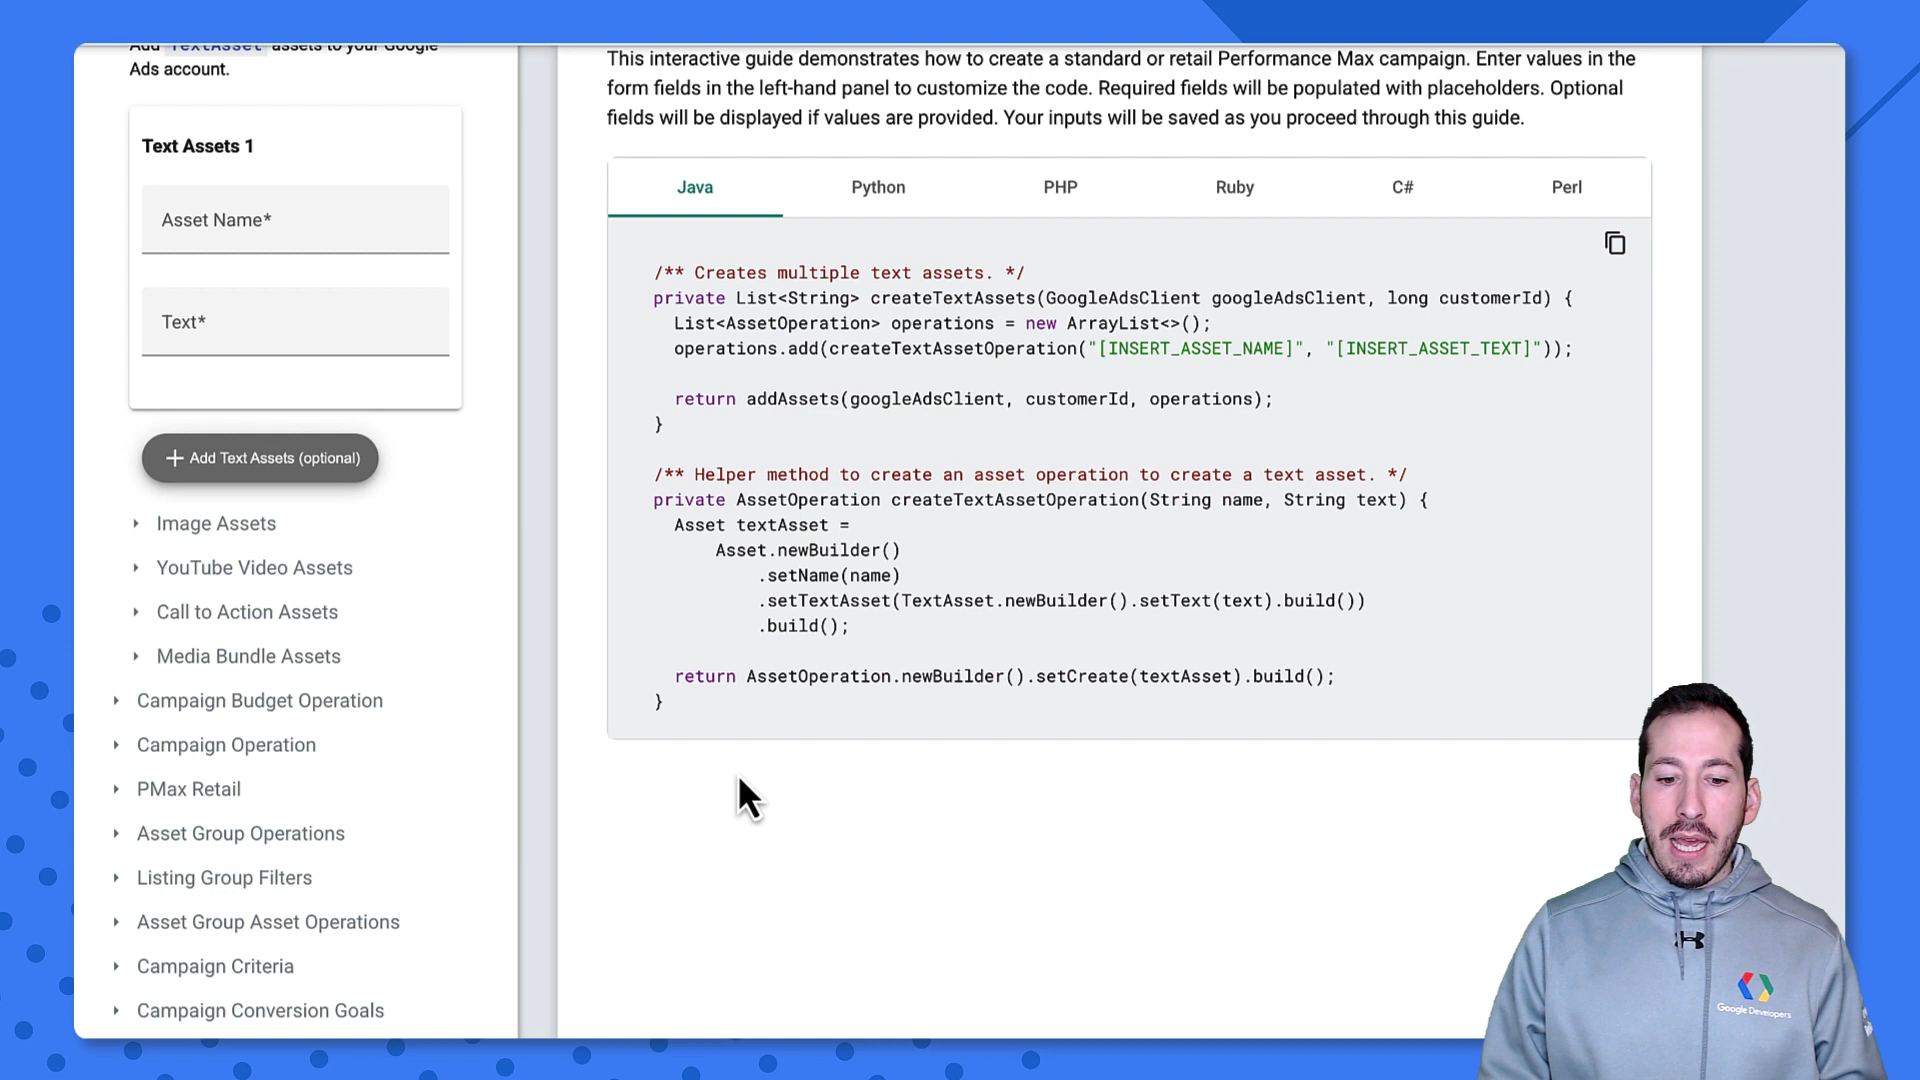 Add TextAsset assets to your Google
Ads account.
Text Assets 1
Asset Name*
Text*
+ Add Text Assets (optional)
Image Assets
YouTube Video Assets
Call to Action Assets
Media Bundle Assets
Campaign Budget Operation
Campaign Operation
PMax Retail
Asset Group Operations
Listing Group Filters
Asset Group Asset Operations
Campaign Criteria
Campaign Conversion Goals
This interactive guide demonstrates how to create a standard or retail Performance Max campaign. Enter values in the
form fields in the left-hand panel to customize the code. Required fields will be populated with placeholders. Optional
fields will be displayed if values are provided. Your inputs will be saved as you proceed through this guide.
Java Python PHP Ruby C# Perl
/** Creates multiple text assets. */
private List<String> createTextAssets(GoogleAdsClient googleAdsClient, long customerId) {
List<AssetOperation> operations = new ArrayList<>();
operations.add(createTextAssetOperation("[INSERT_ASSET_NAME]", "[INSERT_ASSET_TEXT]"));
return addAssets(googleAdsClient, customerId, operations);
}
/** Helper method to create an asset operation to create a text asset. */
private AssetOperation createTextAssetOperation(String name, String text) {
Asset textAsset =
Asset.newBuilder()
.setName(name)
.setTextAsset(TextAsset.newBuilder().setText(text).build())
.build();
return AssetOperation.newBuilder().setCreate(textAsset).build();
}
Google Developers